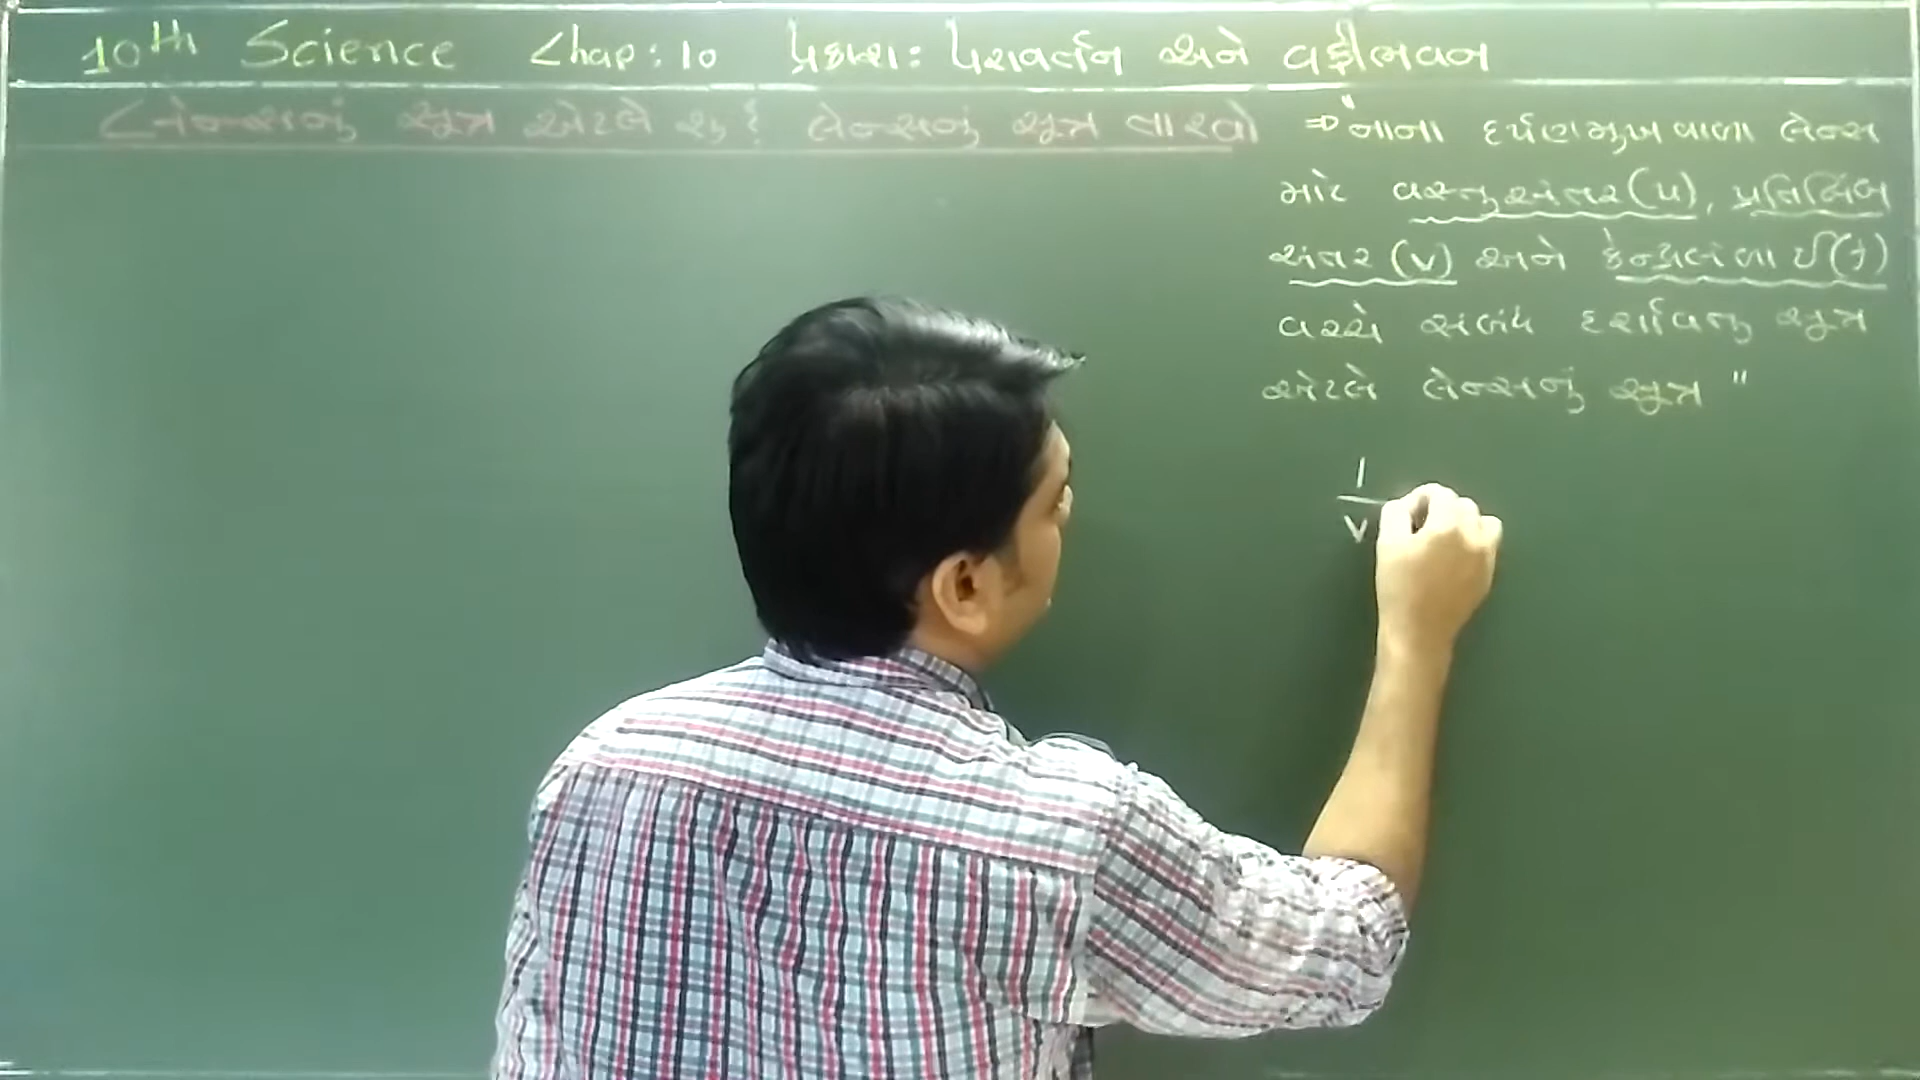 10th Science Chap: 10 પ્રકાશ: પરાવર્તન અને વક્રીભવન
લેન્સનું સૂત્ર એટલે શું? લેન્સનું સૂત્ર તારવો
⇒ "નાના દર્પણમુખ વાળા લેન્સ
માટે વસ્તુઅંતર (u), પ્રતિબિંબ
અંતર (v) અને કેન્દ્રલંબાઈ (f)
વચ્ચે સંબંધ દર્શાવતુ સૂત્ર
એટલે લેન્સનું સૂત્ર "
1
v